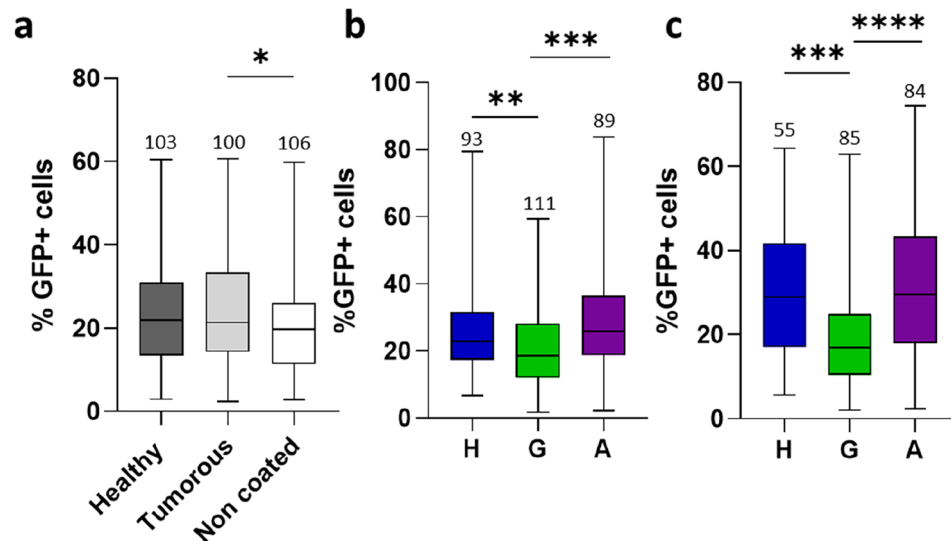 a
*
% GFP+ cells
80
60
40
20
0
103
100
106
Healthy
Tumorous
Non coated
b
***
**
%GFP+ cells
100
80
60
40
20
0
93
111
89
H
G
A
c
****
***
%GFP+ cells
80
60
40
20
0
55
85
84
H
G
A